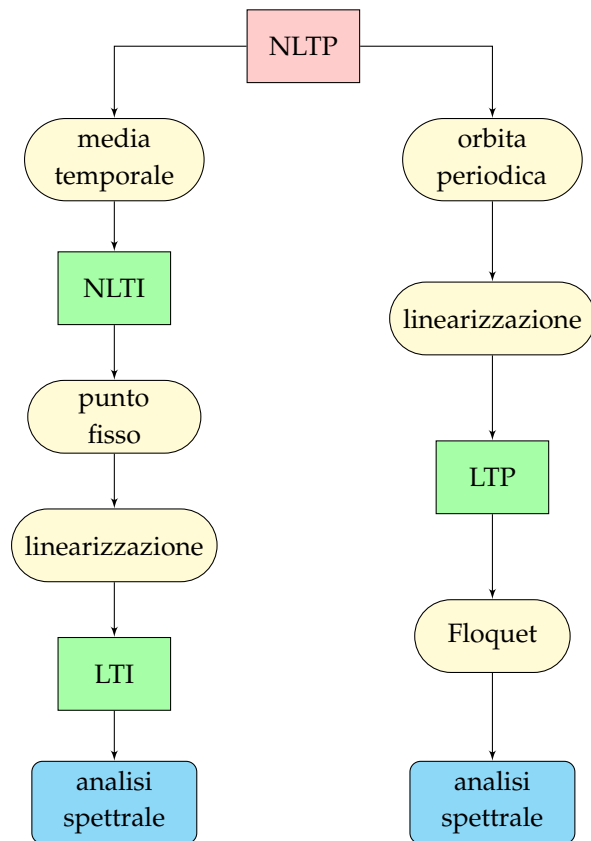 NLTP
media
temporale
NLTI
punto
fisso
linearizzazione
LTI
analisi
spettrale
orbita
periodica
linearizzazione
LTP
Floquet
analisi
spettrale